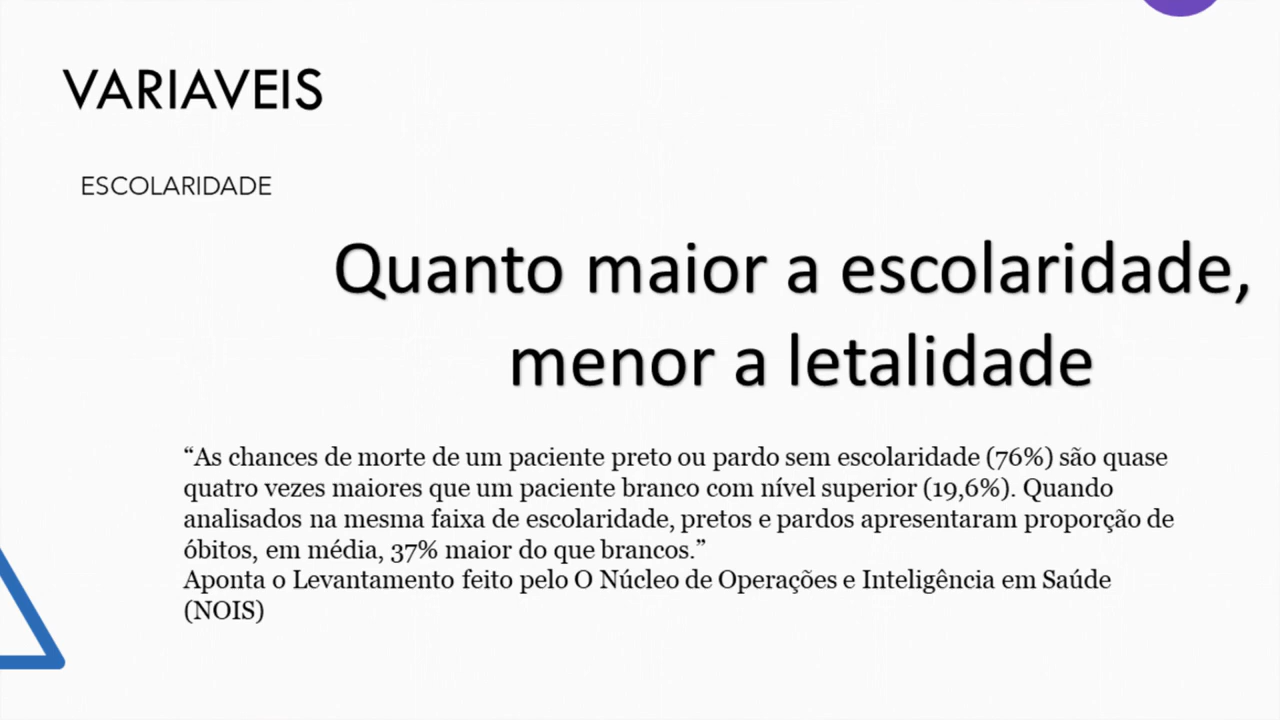 VARIAVEIS
ESCOLARIDADE
Quanto maior a escolaridade,
menor a letalidade
“As chances de morte de um paciente preto ou pardo sem escolaridade (76%) são quase
quatro vezes maiores que um paciente branco com nível superior (19,6%). Quando
analisados na mesma faixa de escolaridade, pretos e pardos apresentaram proporção de
óbitos, em média, 37% maior do que brancos.”
Aponta o Levantamento feito pelo O Núcleo de Operações e Inteligência em Saúde
(NOIS)